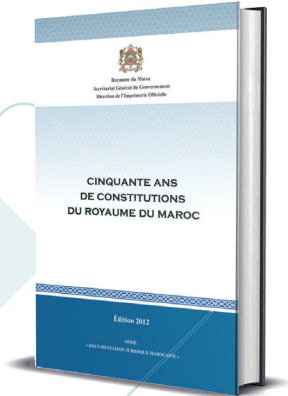 Royaume du Maroc
Secrétariat Général du Gouvernement
Direction de l'Imprimerie Officielle
CINQUANTE ANS
DE CONSTITUTIONS
DU ROYAUME DU MAROC
Édition 2012
SÉRIE
« DOCUMENTATION JURIDIQUE MAROCAINE »